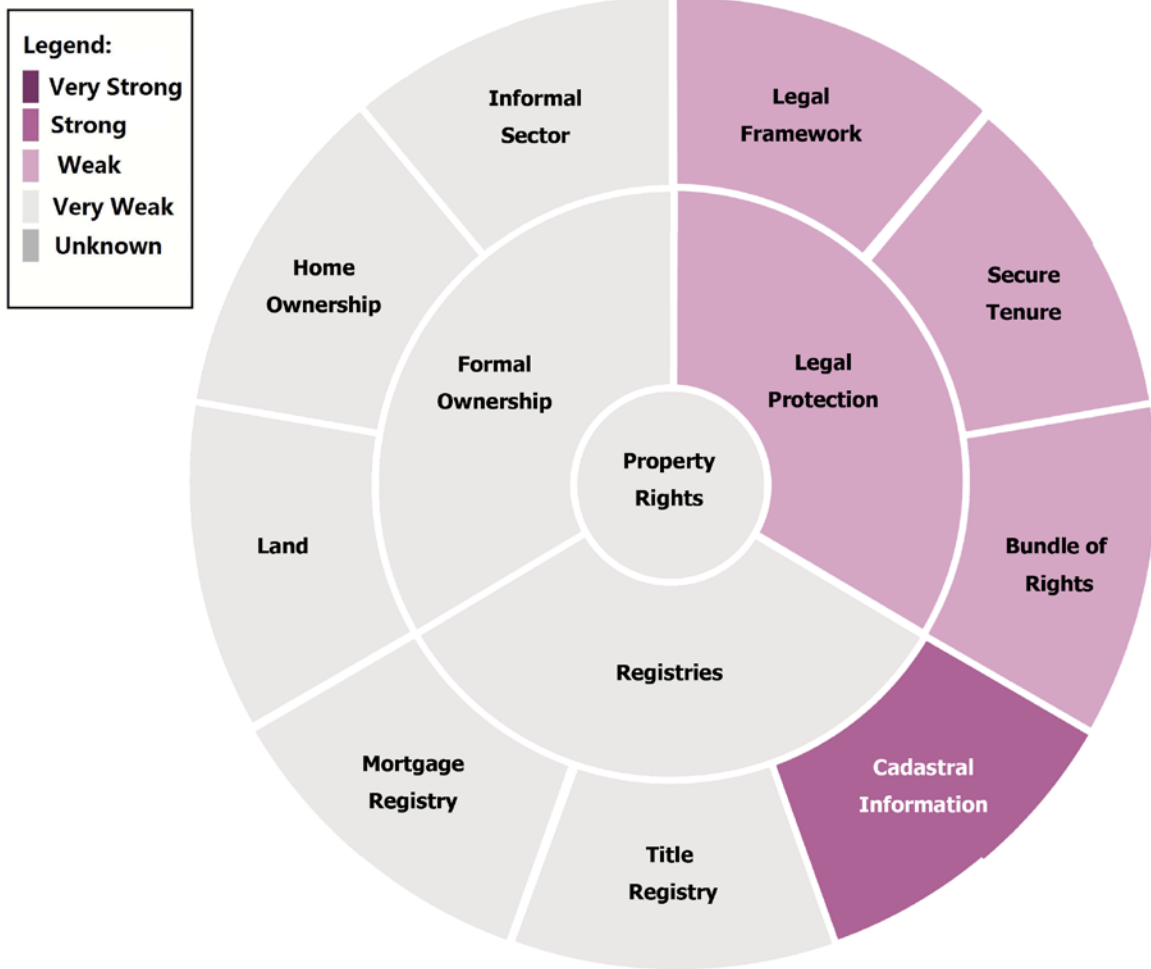 Legend:
Very Strong
Strong
Weak
Very Weak
Unknown
Informal
Sector
Legal
Framework
Home
Ownership
Secure
Tenure
Formal
Ownership
Legal
Protection
Property
Rights
Land
Bundle of
Rights
Registries
Mortgage
Registry
Cadastral
Information
Title
Registry